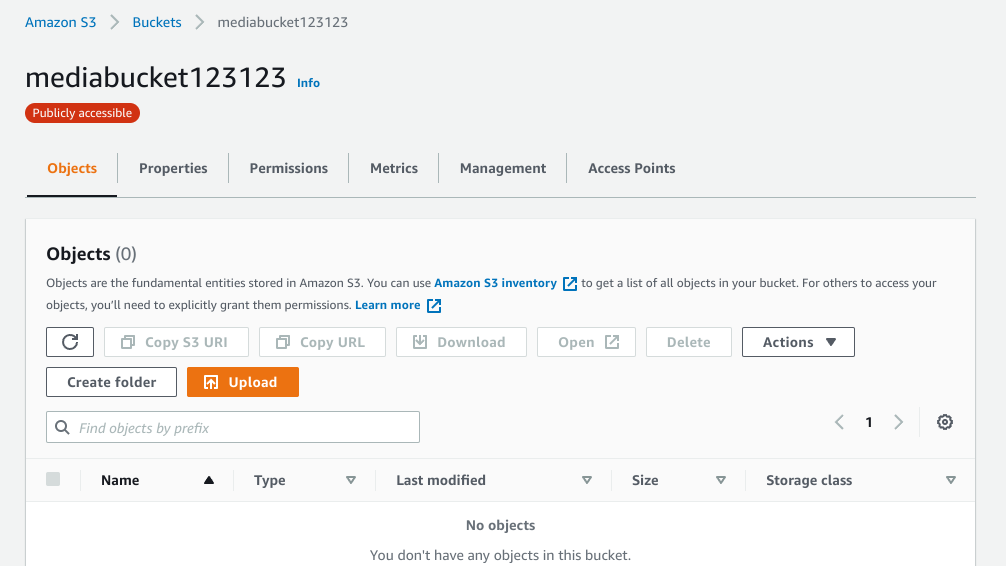 Amazon S3 Buckets mediabucket123123
mediabucket123123 Info
Publicly accessible
Objects Properties Permissions Metrics Management Access Points
Objects (0)
Objects are the fundamental entities stored in Amazon S3. You can use Amazon S3 inventory to get a list of all objects in your bucket. For others to access your
objects, you’ll need to explicitly grant them permissions. Learn more
Copy S3 URI Copy URL Download Open Delete Actions
Create folder Upload
Find objects by prefix 1
Name Type Last modified Size Storage class
No objects
You don't have any objects in this bucket.